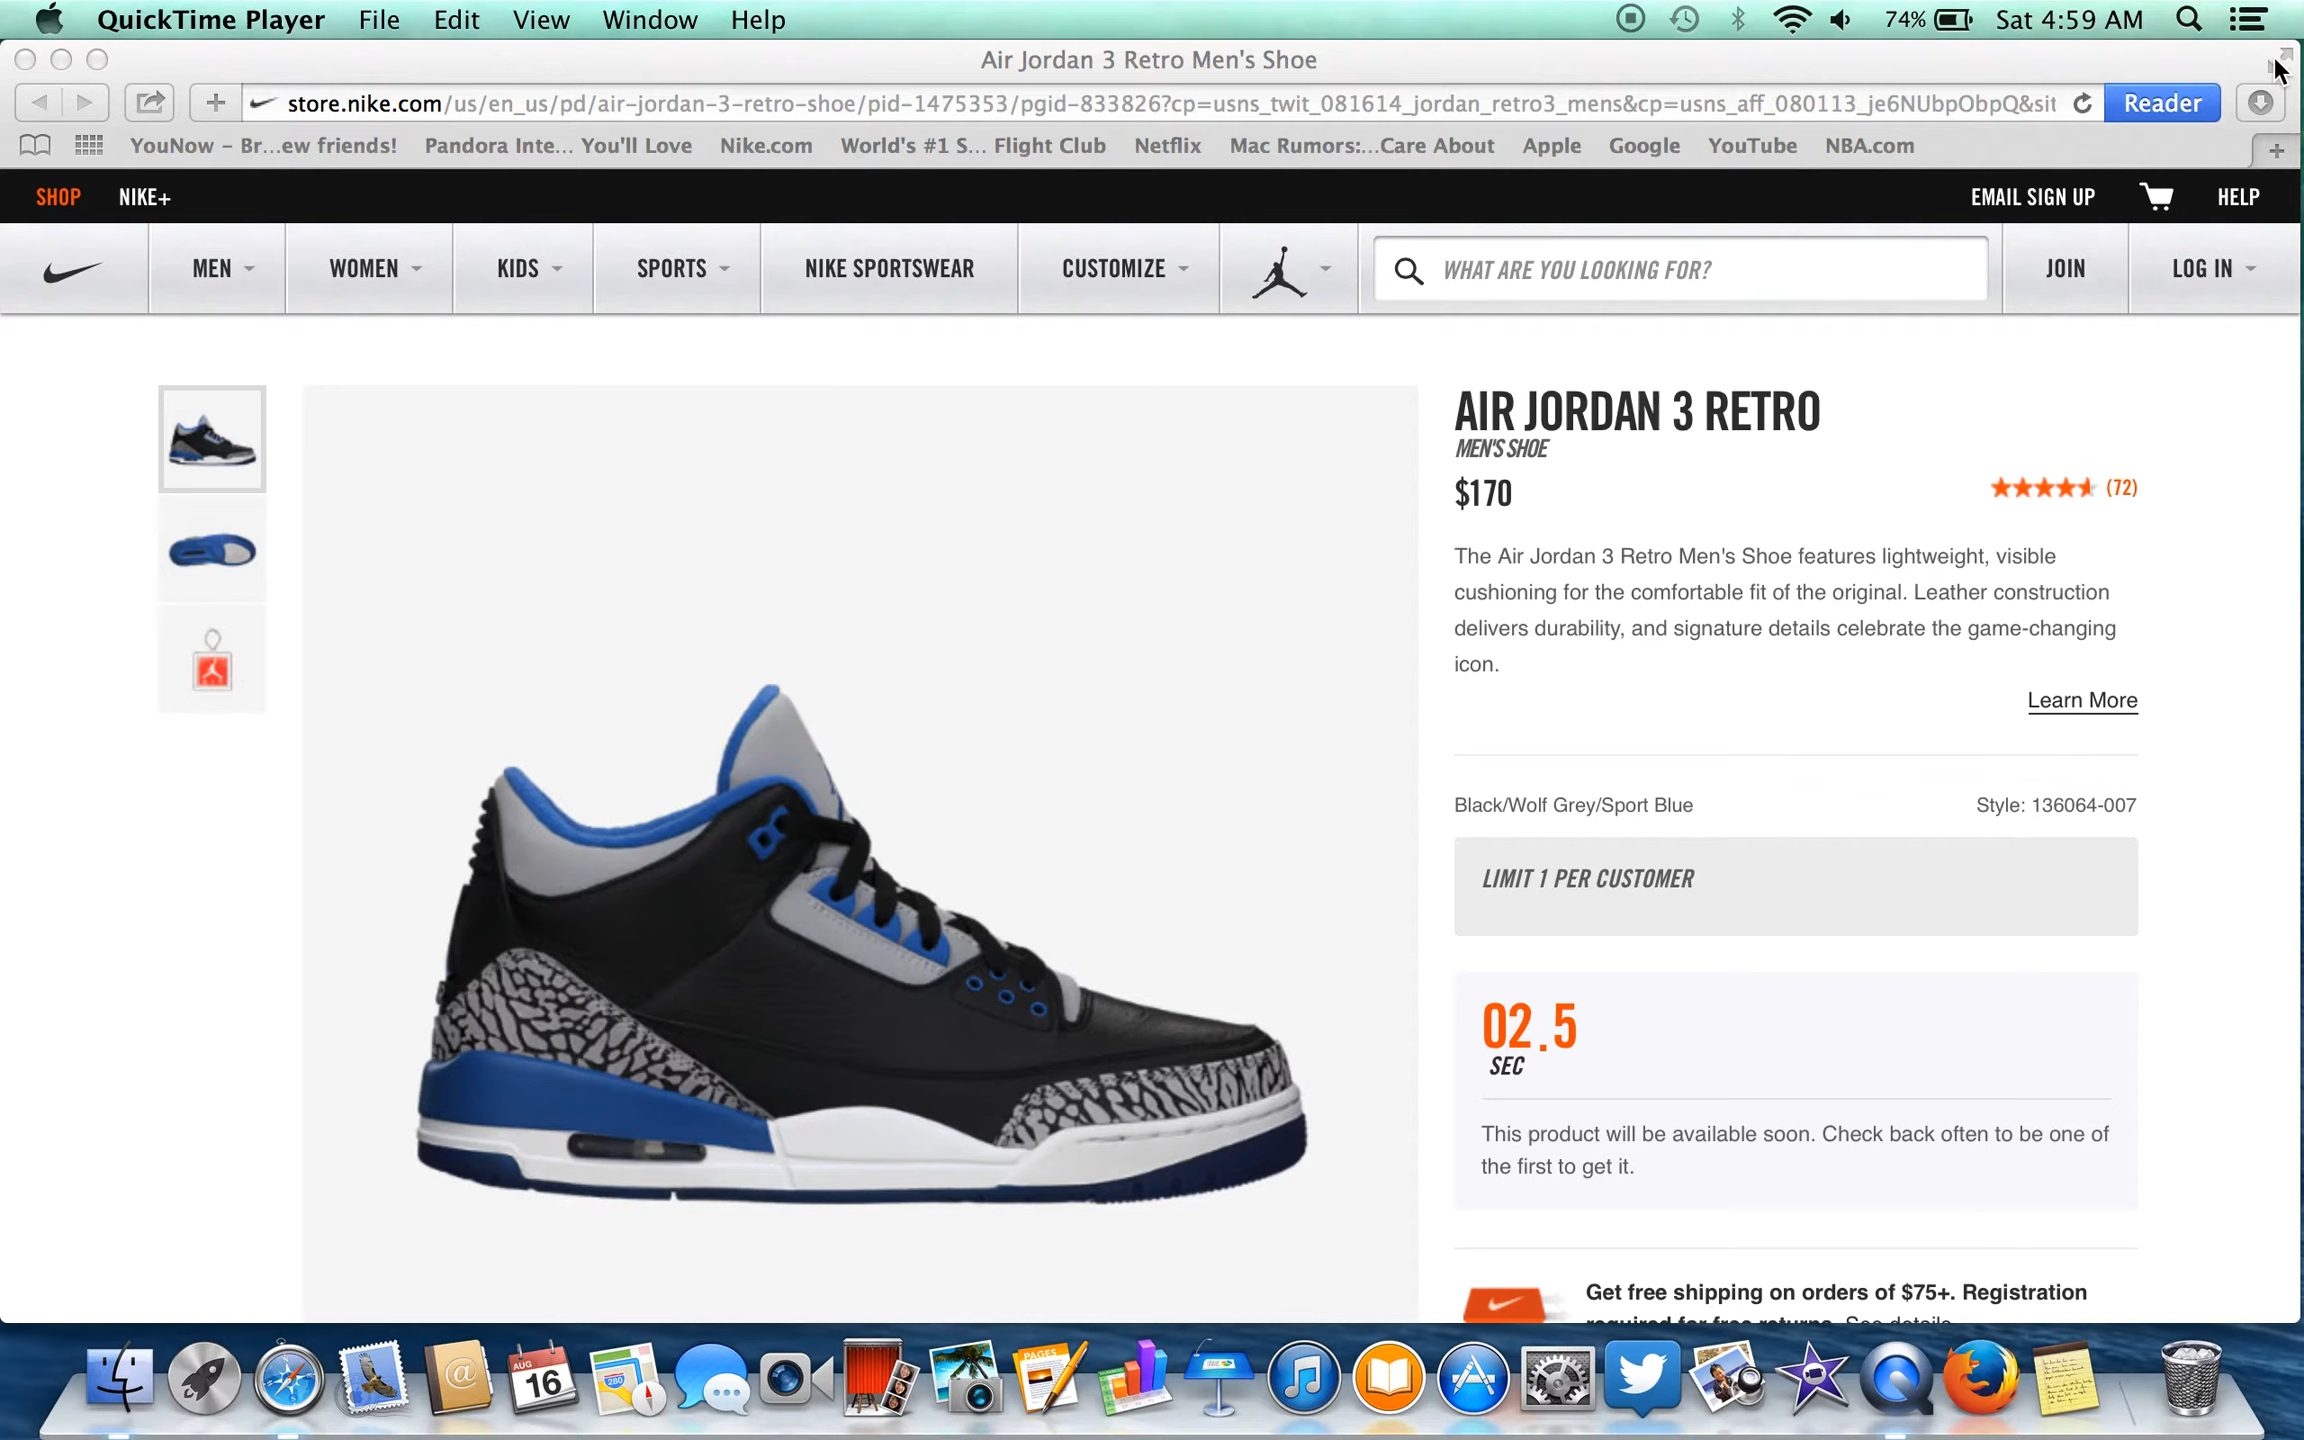 QuickTime Player File Edit View Window Help 74% Sat 4:59 AM
Air Jordan 3 Retro Men's Shoe
store.nike.com/us/en_us/pd/air-jordan-3-retro-shoe/pid-1475353/pgid-833826?cp=usns_twit_081614_jordan_retro3_mens&cp=usns_aff_080113_je6NUbpObpQ&sit Reader
YouNow – Br...ew friends! Pandora Inte... You'll Love Nike.com World's #1 S... Flight Club Netflix Mac Rumors:...Care About Apple Google YouTube NBA.com
SHOP NIKE+ EMAIL SIGN UP HELP
MEN WOMEN KIDS SPORTS NIKE SPORTSWEAR CUSTOMIZE WHAT ARE YOU LOOKING FOR? JOIN LOG IN
AIR JORDAN 3 RETRO
MEN'S SHOE
$170 (72)
The Air Jordan 3 Retro Men's Shoe features lightweight, visible
cushioning for the comfortable fit of the original. Leather construction
delivers durability, and signature details celebrate the game-changing
icon.
Learn More
Black/Wolf Grey/Sport Blue Style: 136064-007
LIMIT 1 PER CUSTOMER
02.5
SEC
This product will be available soon. Check back often to be one of
the first to get it.
Get free shipping on orders of $75+. Registration
required for free returns. See details
AUG
16
280
PAGES